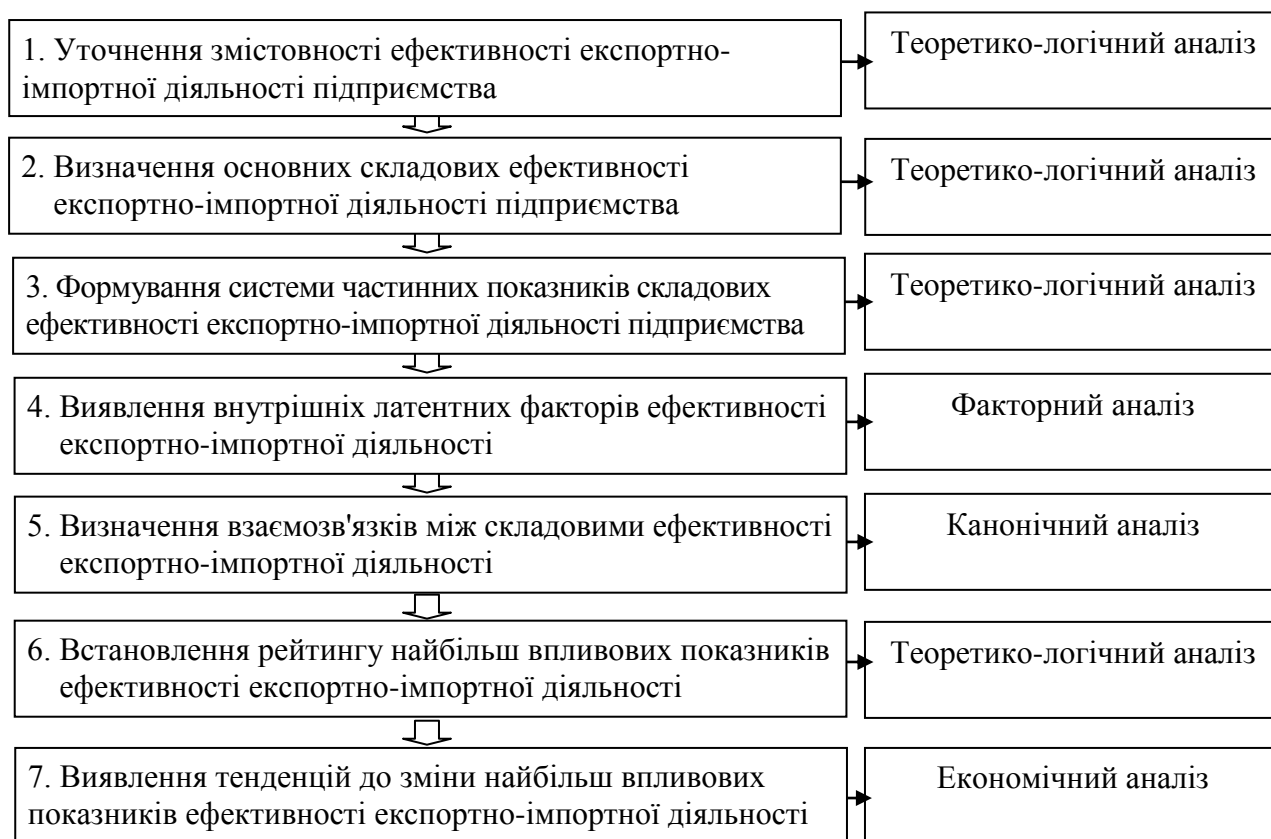 1. Уточнення змістовності ефективності експортно-
імпортної діяльності підприємства
Теоретико-логічний аналіз
2. Визначення основних складових ефективності
експортно-імпортної діяльності підприємства
Теоретико-логічний аналіз
3. Формування системи частинних показників складових
ефективності експортно-імпортної діяльності підприємства
Теоретико-логічний аналіз
4. Виявлення внутрішніх латентних факторів ефективності
експортно-імпортної діяльності
Факторний аналіз
5. Визначення взаємозв'язків між складовими ефективності
експортно-імпортної діяльності
Канонічний аналіз
6. Встановлення рейтингу найбільш впливових показників
ефективності експортно-імпортної діяльності
Теоретико-логічний аналіз
7. Виявлення тенденцій до зміни найбільш впливових
показників ефективності експортно-імпортної діяльності
Економічний аналіз